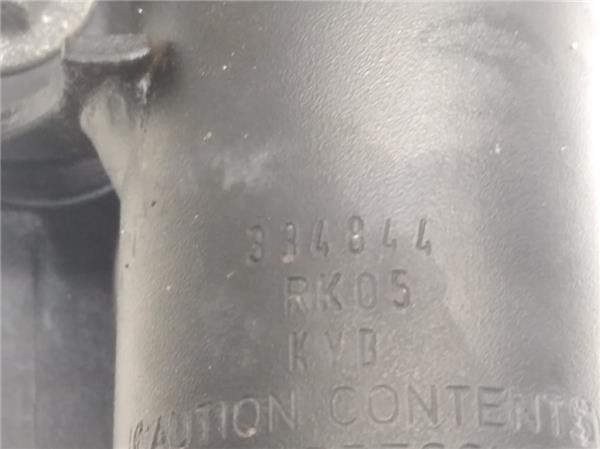 334844
RK05
KYB
CAUTION CONTENTS